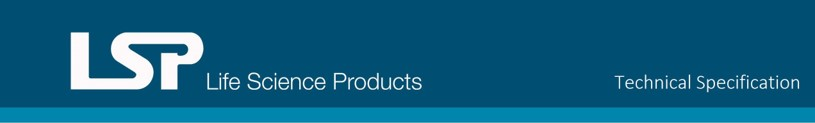 LSP Life Science Products
Technical Specification